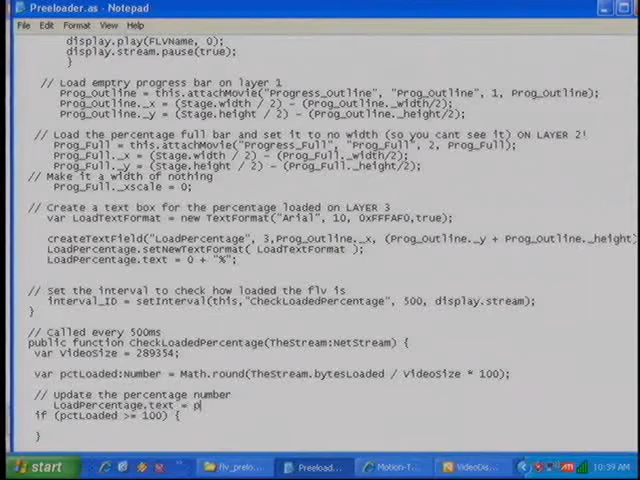 Preeloader.as - Notepad
File Edit Format View Help
display.play(FLVName, 0);
display.stream.pause(true);
}
// Load emptry progress bar on layer 1
Prog_Outline = this.attachMovie("Progress_Outline", "Prog_Outline", 1, Prog_Outline);
Prog_Outline._x = (Stage.width / 2) - (Prog_Outline._width/2);
Prog_Outline._y = (Stage.height / 2) - (Prog_Outline._height/2);
// Load the percentage full bar and set it to no width (so you cant see it) ON LAYER 2!
Prog_Full = this.attachMovie("Progress_Full", "Prog_Full", 2, Prog_Full);
Prog_Full._x = (Stage.width / 2) - (Prog_Full._width/2);
Prog_Full._y = (Stage.height / 2) - (Prog_Full._height/2);
// Make it a width of nothing
Prog_Full._xscale = 0;
// Create a text box for the percentage loaded on LAYER 3
var LoadTextFormat = new TextFormat("Arial", 10, 0xFFFAF0,true);
createTextField("LoadPercentage", 3,Prog_Outline._x, (Prog_Outline._y + Prog_Outline._height)
LoadPercentage.setNewTextFormat( LoadTextFormat );
LoadPercentage.text = 0 + "%";
// Set the interval to check how loaded the flv is
interval_ID = setInterval(this,"CheckLoadedPercentage", 500, display.stream);
}
// Called every 500ms
public function CheckLoadedPercentage(TheStream:NetStream) {
var VideoSize = 289354;
var pctLoaded:Number = Math.round(TheStream.bytesLoaded / VideoSize * 100);
// Update the percentage number
LoadPercentage.text = p
if (pctLoaded >= 100) {
}
start
flv_prelo...
Preeload...
Motion-T...
VideoDis...
10:39 AM